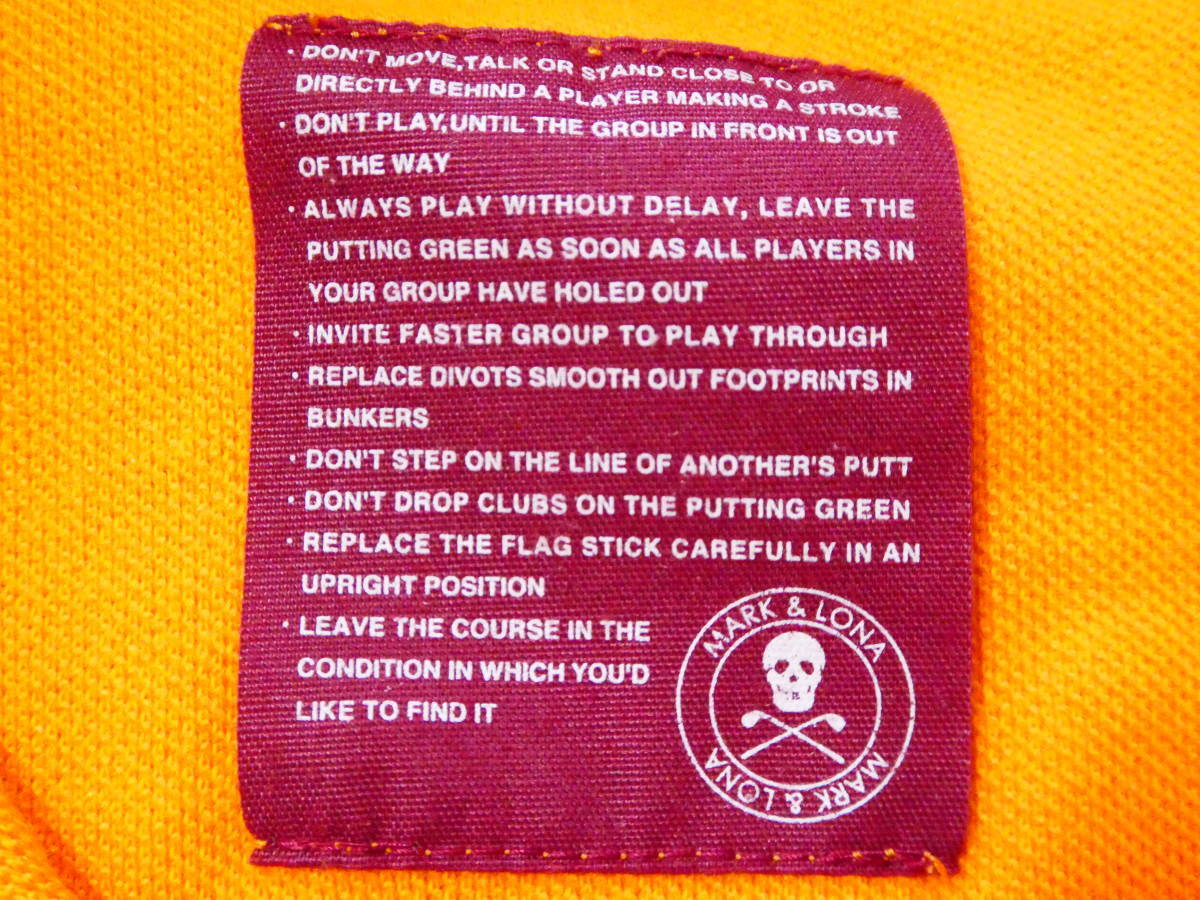 · DON'T MOVE,TALK OR STAND CLOSE TO OR
DIRECTLY BEHIND A PLAYER MAKING A STROKE
· DON'T PLAY,UNTIL THE GROUP IN FRONT IS OUT
OF THE WAY
· ALWAYS PLAY WITHOUT DELAY, LEAVE THE
PUTTING GREEN AS SOON AS ALL PLAYERS IN
YOUR GROUP HAVE HOLED OUT
· INVITE FASTER GROUP TO PLAY THROUGH
· REPLACE DIVOTS SMOOTH OUT FOOTPRINTS IN
BUNKERS
· DON'T STEP ON THE LINE OF ANOTHER'S PUTT
· DON'T DROP CLUBS ON THE PUTTING GREEN
· REPLACE THE FLAG STICK CAREFULLY IN AN
UPRIGHT POSITION
· LEAVE THE COURSE IN THE
CONDITION IN WHICH YOU'D
LIKE TO FIND IT
MARK & LONA
MARK & LONA